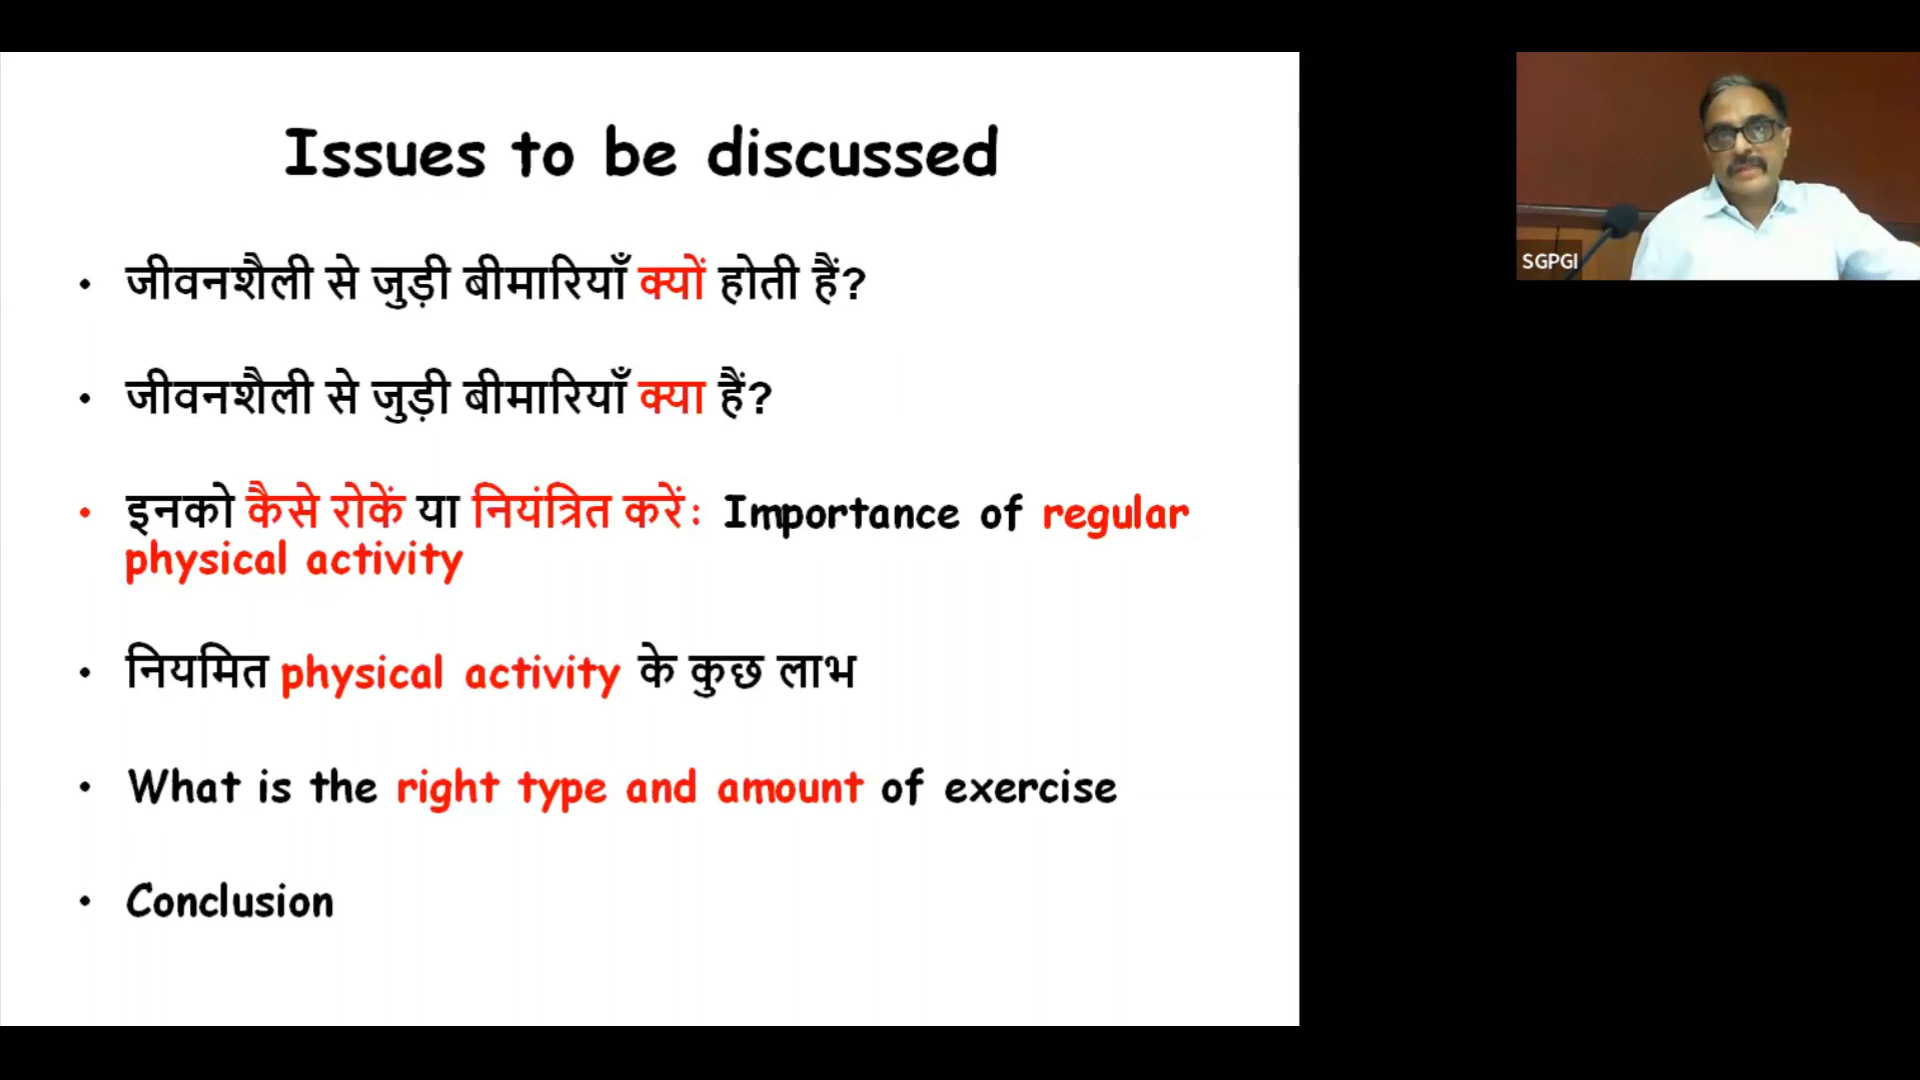 Issues to be discussed
• जीवनशैली से जुड़ी बीमारियाँ क्यों होती हैं?
• जीवनशैली से जुड़ी बीमारियाँ क्या हैं?
• इनको कैसे रोकें या नियंत्रित करें: Importance of regular
physical activity
• नियमित physical activity के कुछ लाभ
• What is the right type and amount of exercise
• Conclusion
SGPGI